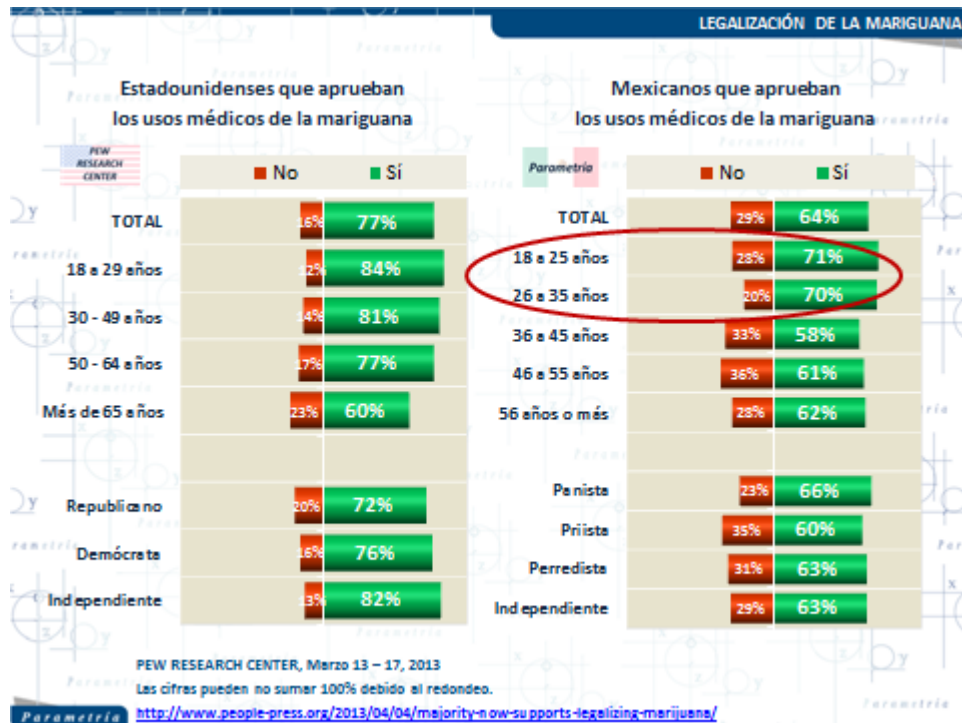 LEGALIZACIÓN DE LA MARIGUANA
Estadounidenses que aprueban
los usos médicos de la mariguana
PEW
RESEARCH
CENTER
No Sí
TOTAL 16% 77%
18 a 29 años 12% 84%
30 - 49 años 14% 81%
50 - 64 años 17% 77%
Más de 65 años 23% 60%
Republicano 20% 72%
Demócrata 16% 76%
Independiente 13% 82%
Mexicanos que aprueban
los usos médicos de la mariguana
Parametría
No Sí
TOTAL 29% 64%
18 a 25 años 28% 71%
26 a 35 años 20% 70%
36 a 45 años 33% 58%
46 a 55 años 36% 61%
56 años o más 28% 62%
Panista 23% 66%
Priista 35% 60%
Perredista 31% 63%
Independiente 29% 63%
PEW RESEARCH CENTER, Marzo 13 – 17, 2013
Las cifras pueden no sumar 100% debido al redondeo.
Parametría http://www.people-press.org/2013/04/04/majority-now-supports-legalizing-marijuana/